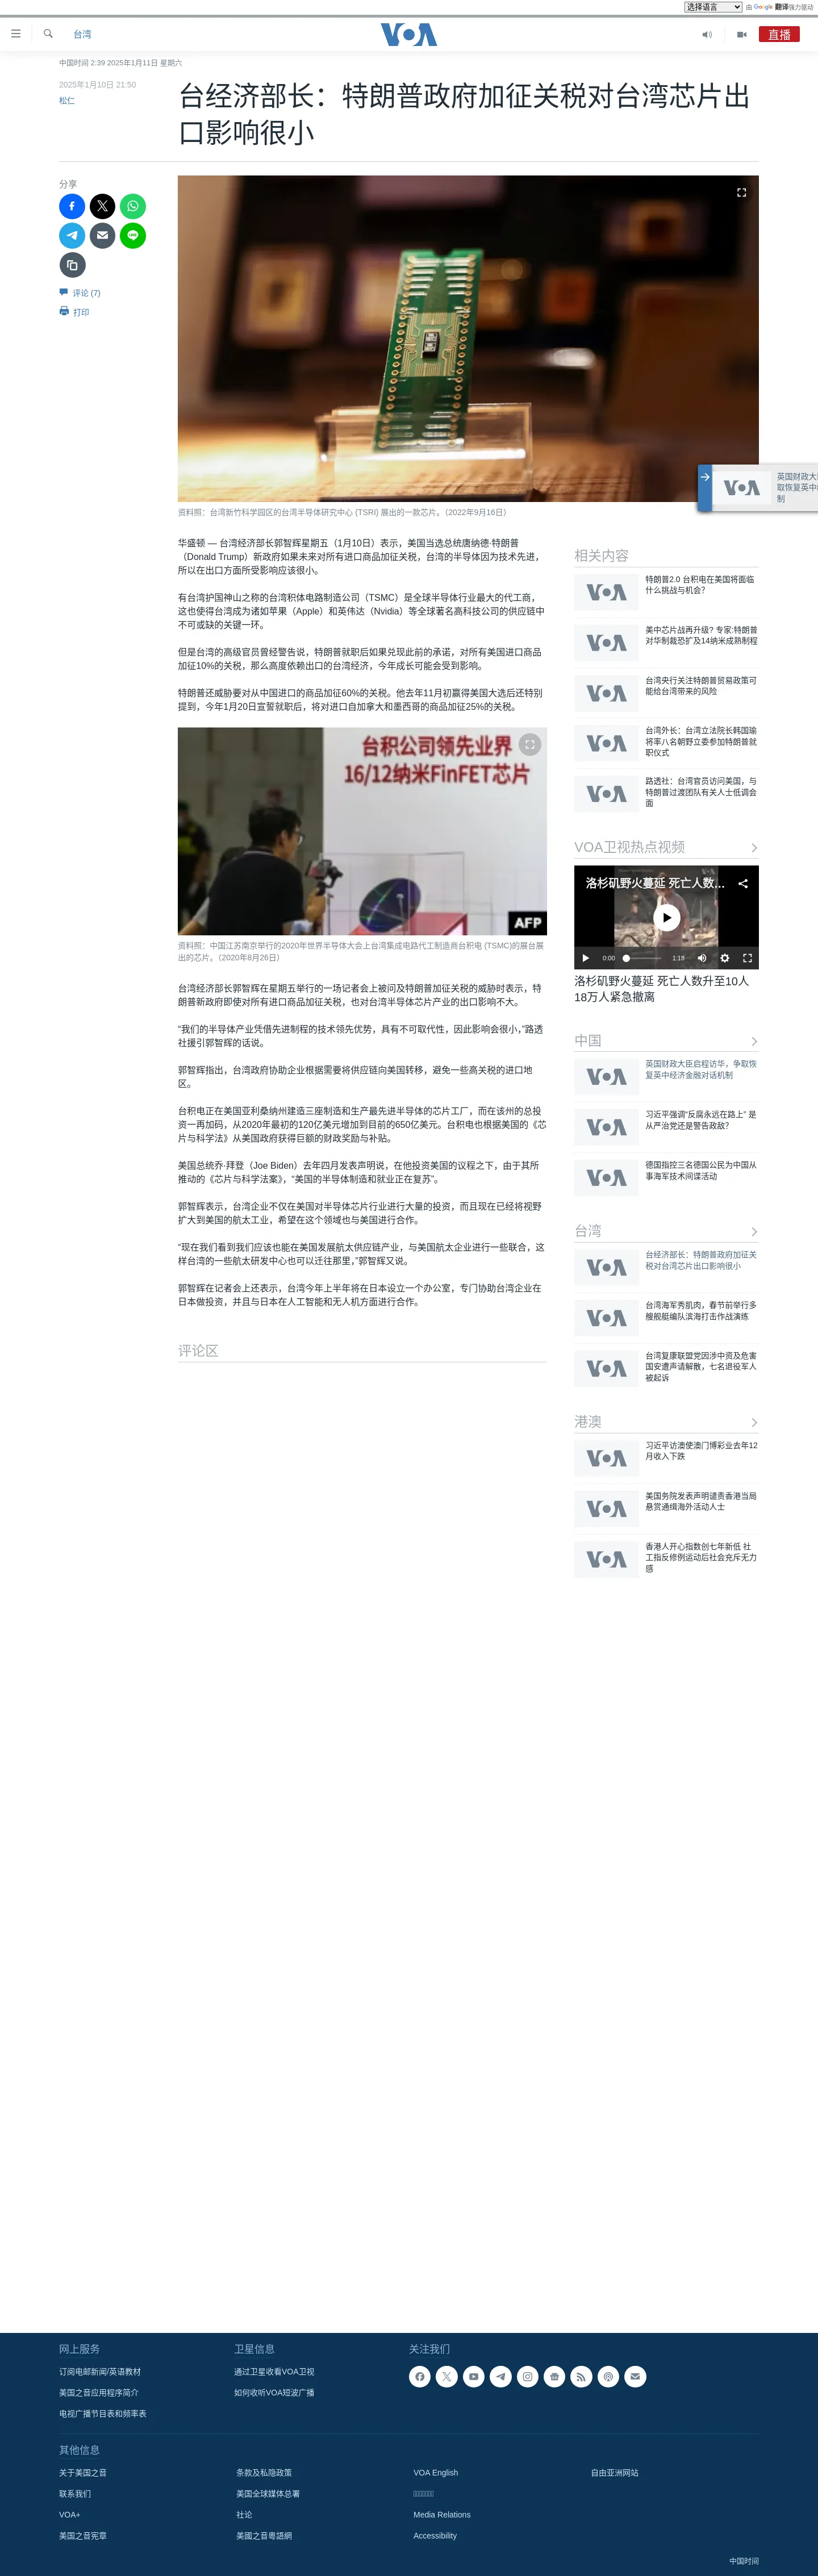 选择语言 由 Google 翻译强力驱动
台湾
VOA
直播
中国时间 2:39 2025年1月11日 星期六
2025年1月10日 21:50
松仁
台经济部长：特朗普政府加征关税对台湾芯片出
口影响很小
分享
评论 (7)
打印
资料照：台湾新竹科学园区的台湾半导体研究中心 (TSRI) 展出的一款芯片。（2022年9月16日）
英国财政大
取恢复英中
制
华盛顿 — 台湾经济部长郭智辉星期五（1月10日）表示，美国当选总统唐纳德·特朗普
（Donald Trump）新政府如果未来对所有进口商品加征关税，台湾的半导体因为技术先进，
所以在出口方面所受影响应该很小。
有台湾护国神山之称的台湾积体电路制造公司（TSMC）是全球半导体行业最大的代工商，
这也使得台湾成为诸如苹果（Apple）和英伟达（Nvidia）等全球著名高科技公司的供应链中
不可或缺的关键一环。
但是台湾的高级官员曾经警告说，特朗普就职后如果兑现此前的承诺，对所有美国进口商品
加征10%的关税，那么高度依赖出口的台湾经济，今年成长可能会受到影响。
特朗普还威胁要对从中国进口的商品加征60%的关税。他去年11月初赢得美国大选后还特别
提到，今年1月20日宣誓就职后，将对进口自加拿大和墨西哥的商品加征25%的关税。
台积公司领先业界
16/12纳米FinFET芯片
AFP
资料照：中国江苏南京举行的2020年世界半导体大会上台湾集成电路代工制造商台积电 (TSMC)的展台展
出的芯片。（2020年8月26日）
台湾经济部长郭智辉在星期五举行的一场记者会上被问及特朗普加征关税的威胁时表示，特
朗普新政府即使对所有进口商品加征关税，也对台湾半导体芯片产业的出口影响不大。
“我们的半导体产业凭借先进制程的技术领先优势，具有不可取代性，因此影响会很小，”路透
社援引郭智辉的话说。
郭智辉指出，台湾政府协助企业根据需要将供应链向美国转移，避免一些高关税的进口地
区。
台积电正在美国亚利桑纳州建造三座制造和生产最先进半导体的芯片工厂，而在该州的总投
资一再加码，从2020年最初的120亿美元增加到目前的650亿美元。台积电也根据美国的《芯
片与科学法》从美国政府获得巨额的财政奖励与补贴。
美国总统乔·拜登（Joe Biden）去年四月发表声明说，在他投资美国的议程之下，由于其所
推动的《芯片与科学法案》，“美国的半导体制造和就业正在复苏”。
郭智辉表示，台湾企业不仅在美国对半导体芯片行业进行大量的投资，而且现在已经将视野
扩大到美国的航太工业，希望在这个领域也与美国进行合作。
“现在我们看到我们应该也能在美国发展航太供应链产业，与美国航太企业进行一些联合，这
样台湾的一些航太研发中心也可以迁往那里，”郭智辉又说。
郭智辉在记者会上还表示，台湾今年上半年将在日本设立一个办公室，专门协助台湾企业在
日本做投资，并且与日本在人工智能和无人机方面进行合作。
评论区
相关内容
特朗普2.0 台积电在美国将面临
什么挑战与机会?
美中芯片战再升级? 专家:特朗普
对华制裁恐扩及14纳米成熟制程
台湾央行关注特朗普贸易政策可
能给台湾带来的风险
台湾外长：台湾立法院长韩国瑜
将率八名朝野立委参加特朗普就
职仪式
路透社：台湾官员访问美国，与
特朗普过渡团队有关人士低调会
面
VOA卫视热点视频
洛杉矶野火蔓延 死亡人数...
0:00 1:18
洛杉矶野火蔓延 死亡人数升至10人
18万人紧急撤离
中国
英国财政大臣启程访华，争取恢
复英中经济金融对话机制
习近平强调“反腐永远在路上” 是
从严治党还是警告政敌?
德国指控三名德国公民为中国从
事海军技术间谍活动
台湾
台经济部长：特朗普政府加征关
税对台湾芯片出口影响很小
台湾海军秀肌肉，春节前举行多
艘舰艇编队滨海打击作战演练
台湾复康联盟党因涉中资及危害
国安遭声请解散，七名退役军人
被起诉
港澳
习近平访澳使澳门博彩业去年12
月收入下跌
美国务院发表声明谴责香港当局
悬赏通缉海外活动人士
香港人开心指数创七年新低 社
工指反修例运动后社会充斥无力
感
网上服务
订阅电邮新闻/英语教材
美国之音应用程序简介
电视广播节目表和频率表
卫星信息
通过卫星收看VOA卫视
如何收听VOA短波广播
关注我们
其他信息
关于美国之音
联系我们
VOA+
美国之音宪章
条款及私隐政策
美国全球媒体总署
社论
美國之音粵語網
VOA English
Media Relations
Accessibility
自由亚洲网站
中国时间